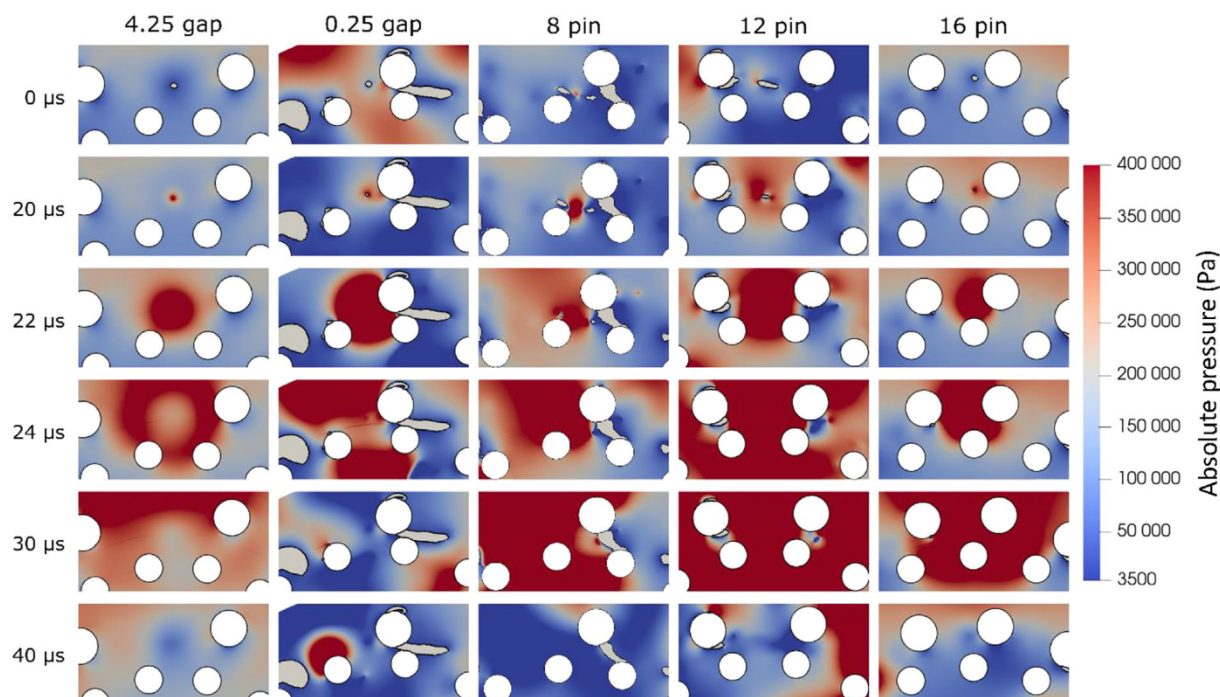 4.25 gap 0.25 gap 8 pin 12 pin 16 pin
0 µs
20 µs
22 µs
24 µs
30 µs
40 µs
400 000
350 000
300 000
250 000
200 000
150 000
100 000
50 000
3500
Absolute pressure (Pa)